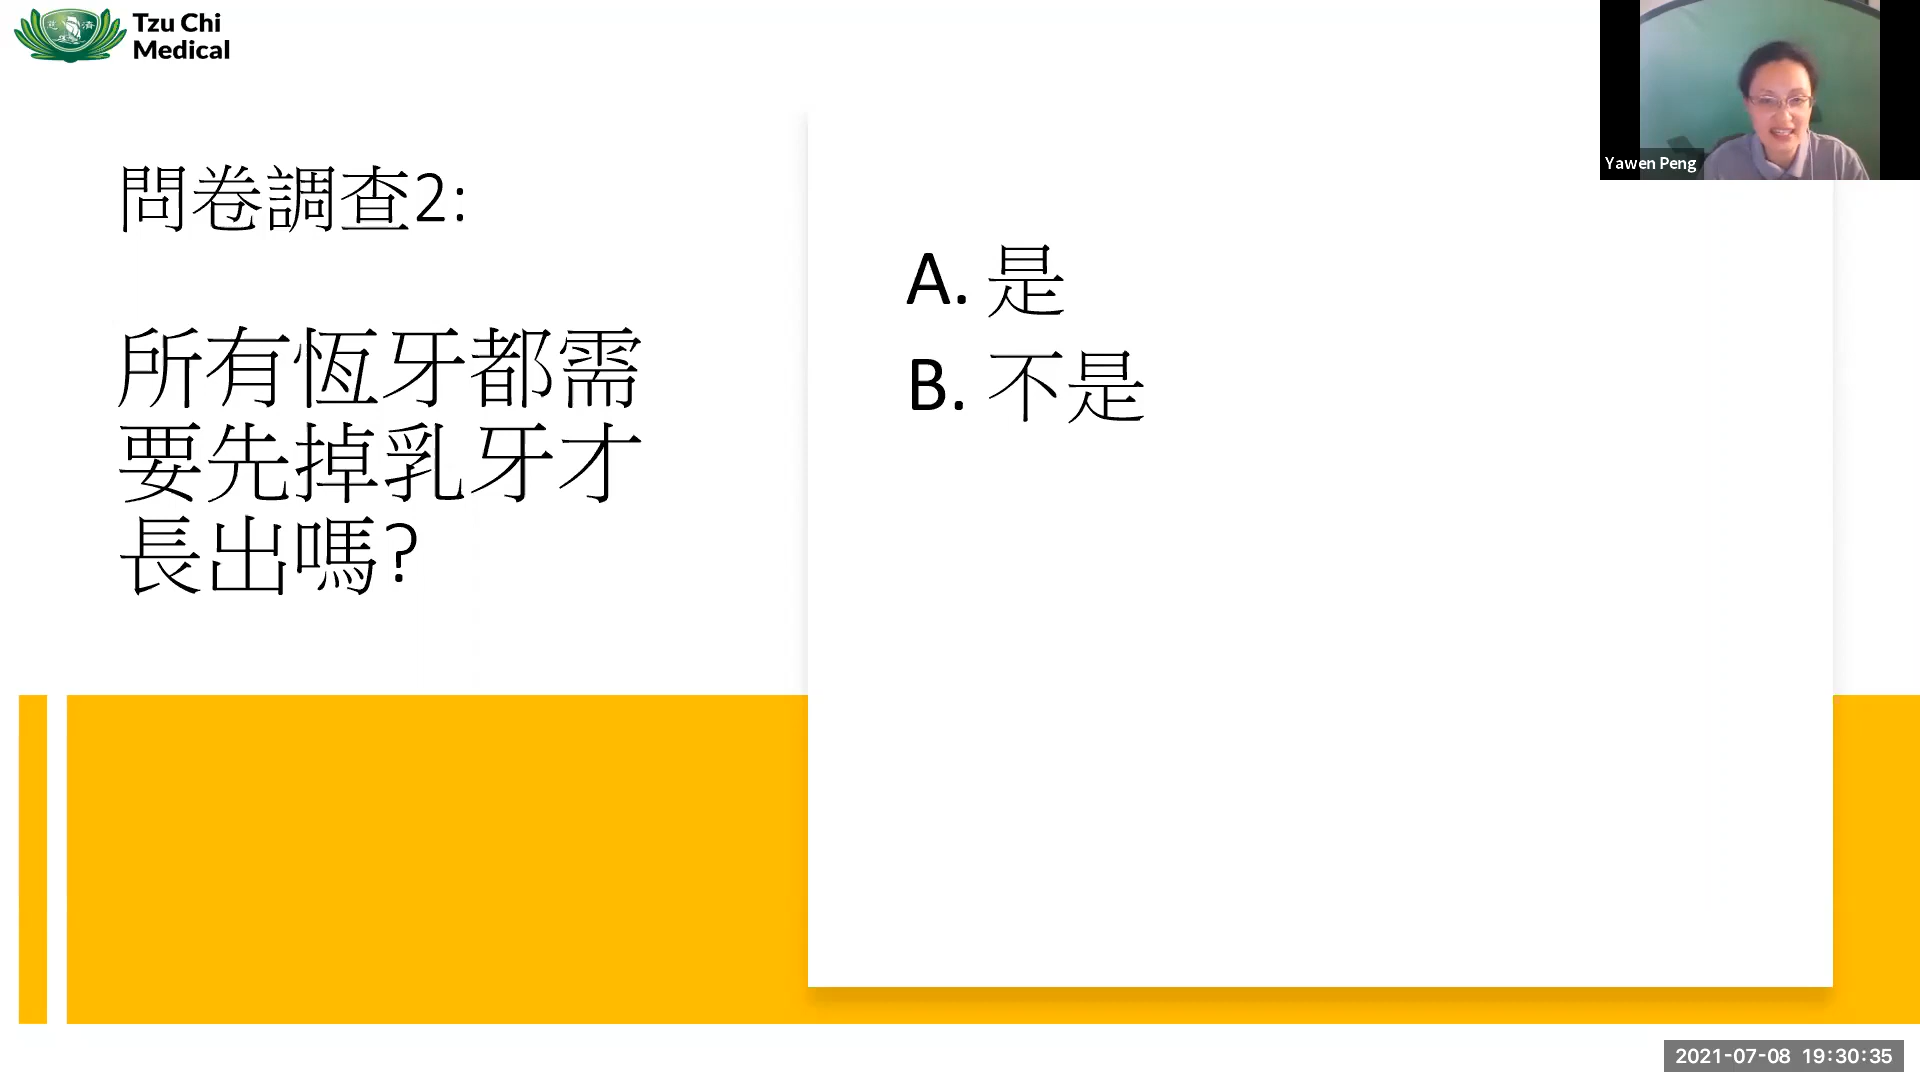 Tzu Chi
Medical
Yawen Peng
問卷調查2:
所有恆牙都需
要先掉乳牙才
長出嗎?
A. 是
B. 不是
2021-07-08 19:30:35